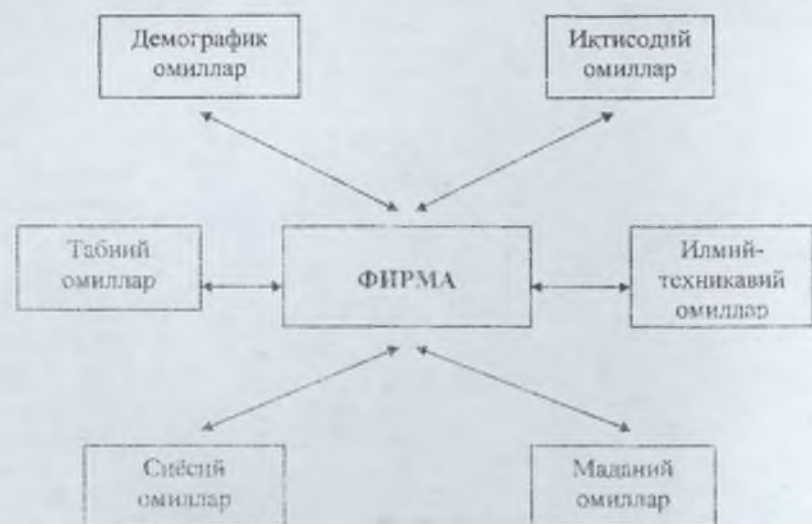 Демографик
омиллар
Иктисодий
омиллар
Табиий
омиллар
ФИРМА
Илмий-
техникавий
омиллар
Сиёсий
омиллар
Маданий
омиллар